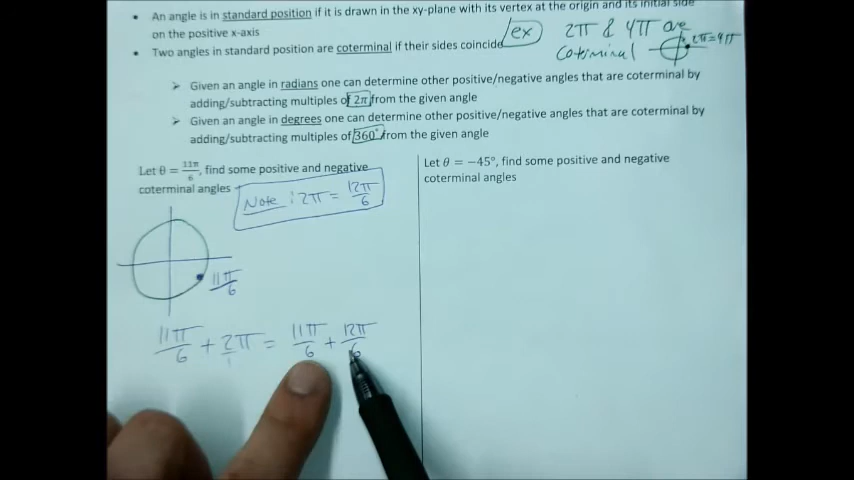 • An angle is in standard position if it is drawn in the xy-plane with its vertex at the origin and its initial side
on the positive x-axis
ex 2π & 4π are
cotiminal 2π=4π
• Two angles in standard position are coterminal if their sides coincide
➢ Given an angle in radians one can determine other positive/negative angles that are coterminal by
adding/subtracting multiples of 2π from the given angle
➢ Given an angle in degrees one can determine other positive/negative angles that are coterminal by
adding/subtracting multiples of 360° from the given angle
Let θ = 11π/6, find some positive and negative
coterminal angles
Note : 2π = 12π/6
11π/6
11π/6 + 2π/1 = 11π/6 + 12π/6
Let θ = −45°, find some positive and negative
coterminal angles